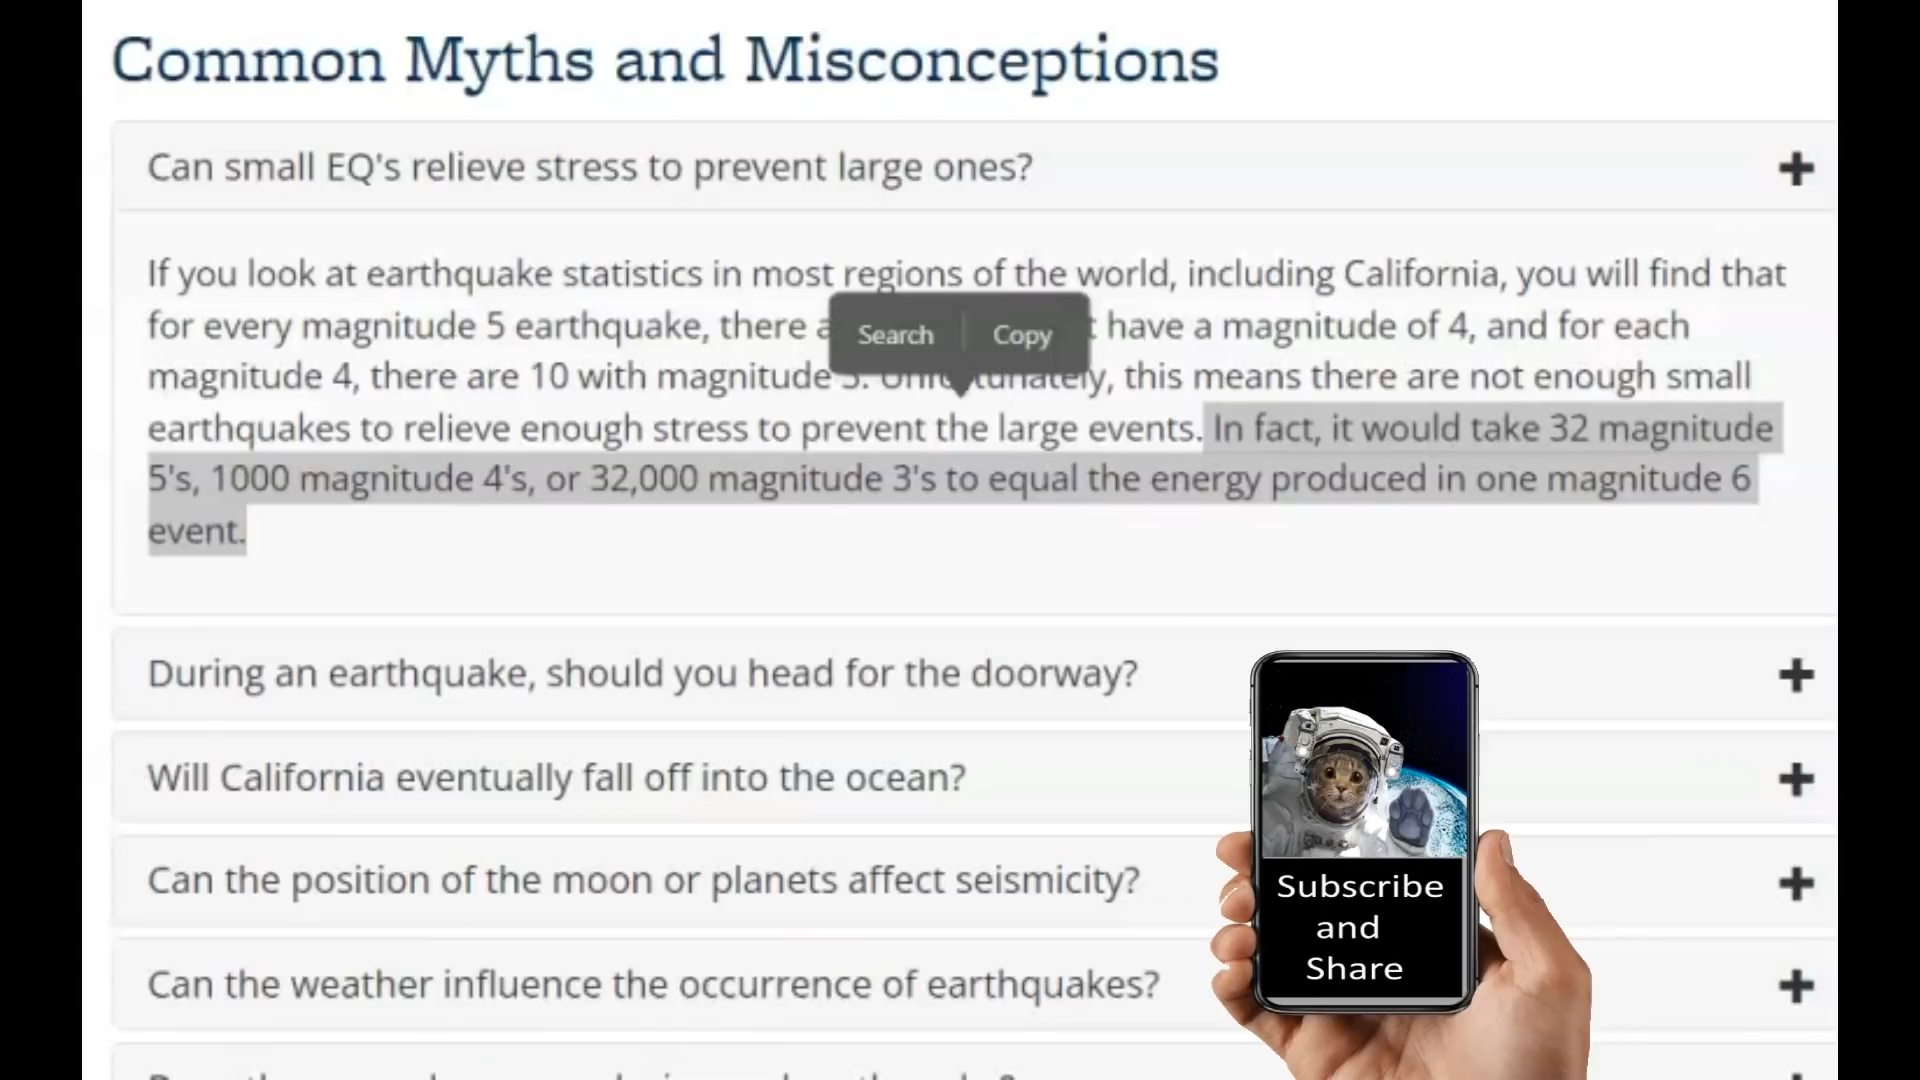 Common Myths and Misconceptions
Can small EQ's relieve stress to prevent large ones?
If you look at earthquake statistics in most regions of the world, including California, you will find that
for every magnitude 5 earthquake, there have a magnitude of 4, and for each
Search Copy
magnitude 4, there are 10 with magnitude Unfortunately, this means there are not enough small
earthquakes to relieve enough stress to prevent the large events. In fact, it would take 32 magnitude
5's, 1000 magnitude 4's, or 32,000 magnitude 3's to equal the energy produced in one magnitude 6
event.
During an earthquake, should you head for the doorway?
Will California eventually fall off into the ocean?
Can the position of the moon or planets affect seismicity?
Can the weather influence the occurrence of earthquakes?
Subscribe
and
Share